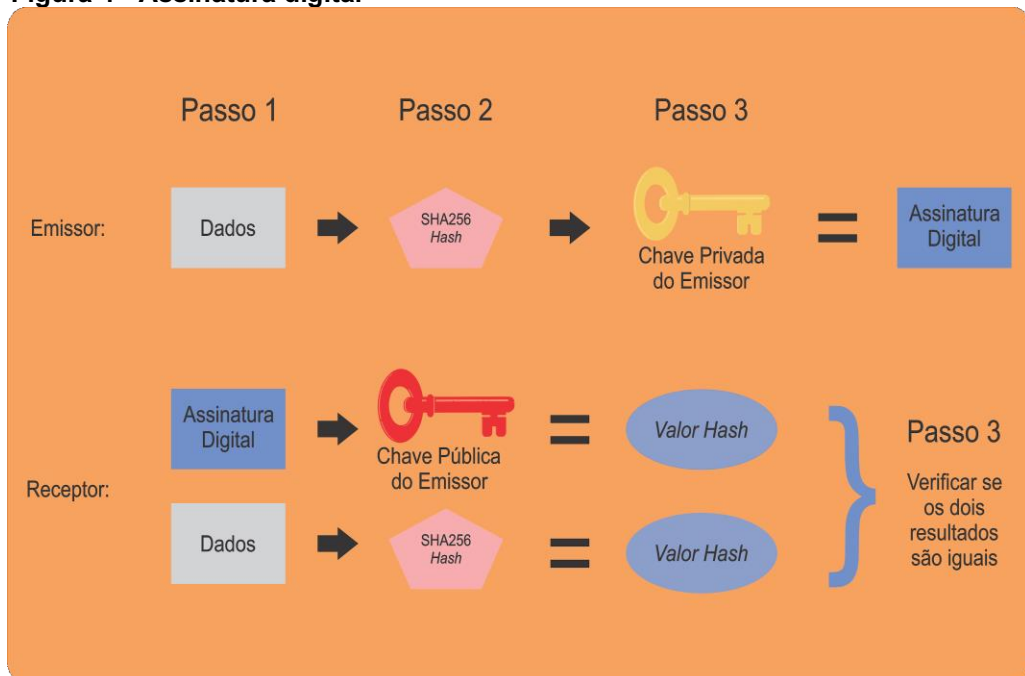 Passo 1
Passo 2
Passo 3
Emissor:
Dados
SHA256
Hash
Chave Privada
do Emissor
Assinatura
Digital
Receptor:
Assinatura
Digital
Chave Pública
do Emissor
Valor Hash
Dados
SHA256
Hash
Valor Hash
Passo 3
Verificar se
os dois
resultados
são iguais